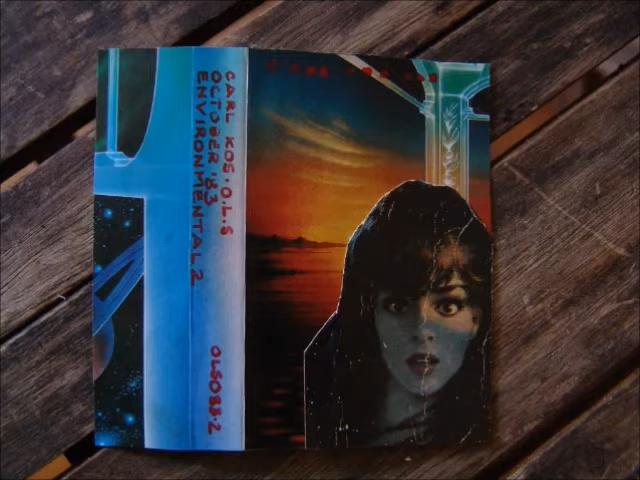 CARL KOS. O.L.S
OCTOBER '83
ENVIRONMENTAL 2
OLS083.2